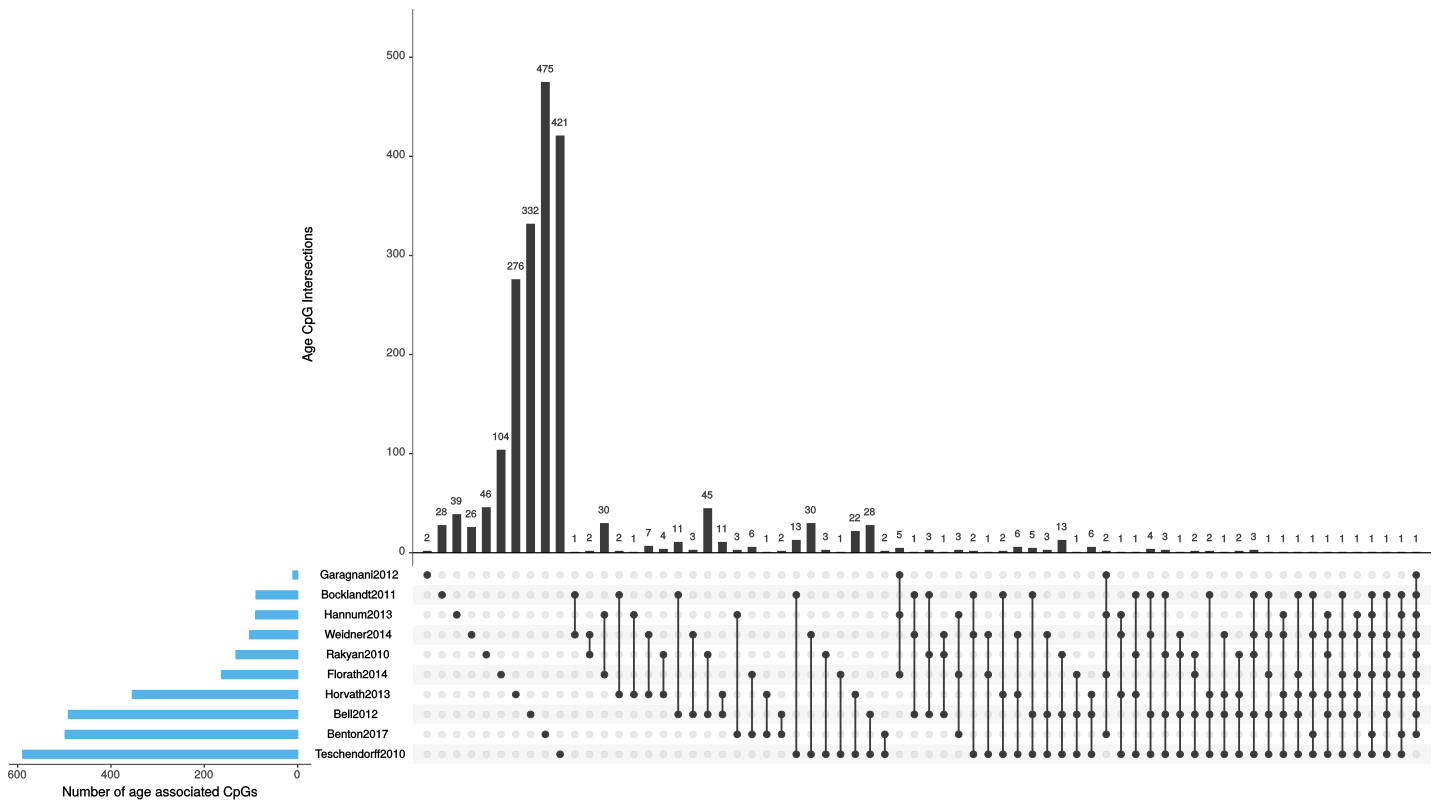 500
400
300
200
100
0
Age CpG Intersections
2 28 39 26 46 104 276 332 475 421 1 2 30 2 1 7 4 11 3 45 11 3 6 1 2 13 30 3 1 22 28 2 5 1 3 1 3 2 1 2 6 5 3 13 1 6 2 1 1 4 3 1 2 2 1 2 3 1 1 1 1 1 1 1 1 1 1 1
Garagnani2012
Bocklandt2011
Hannum2013
Weidner2014
Rakyan2010
Florath2014
Horvath2013
Bell2012
Benton2017
Teschendorff2010
600 400 200 0
Number of age associated CpGs